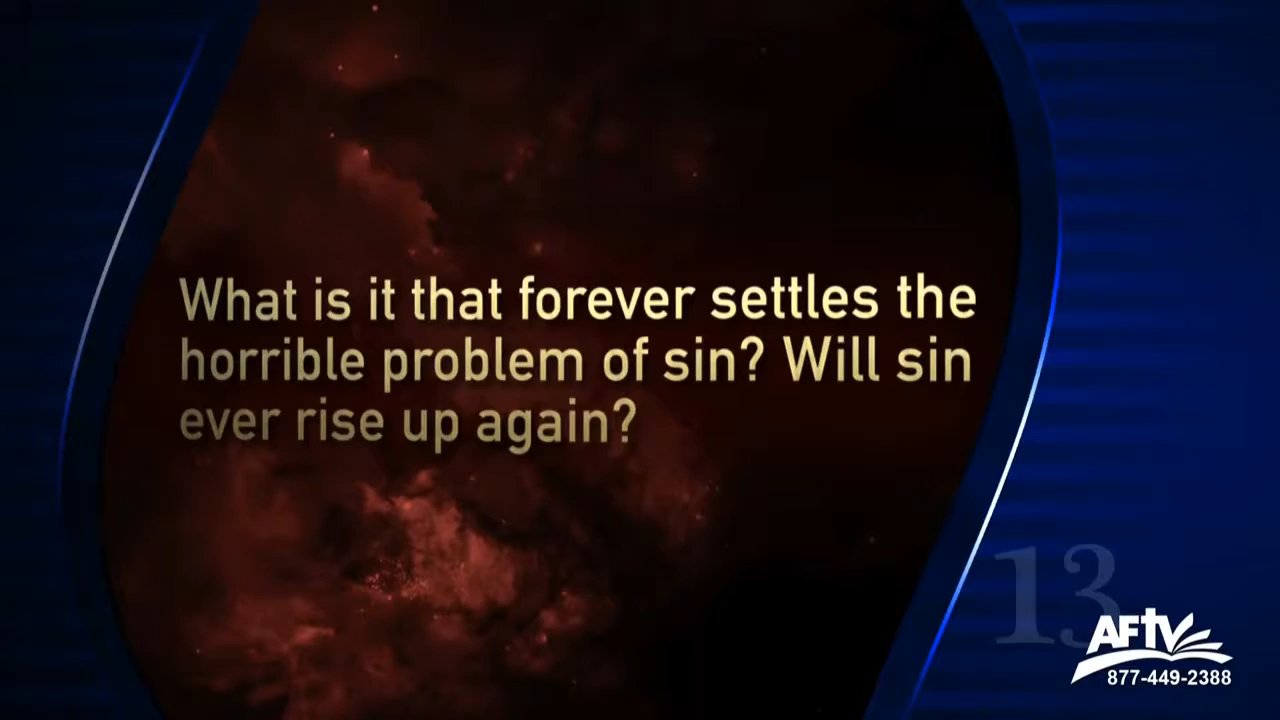 What is it that forever settles the
horrible problem of sin? Will sin
ever rise up again?
13
AFTV
877-449-2388